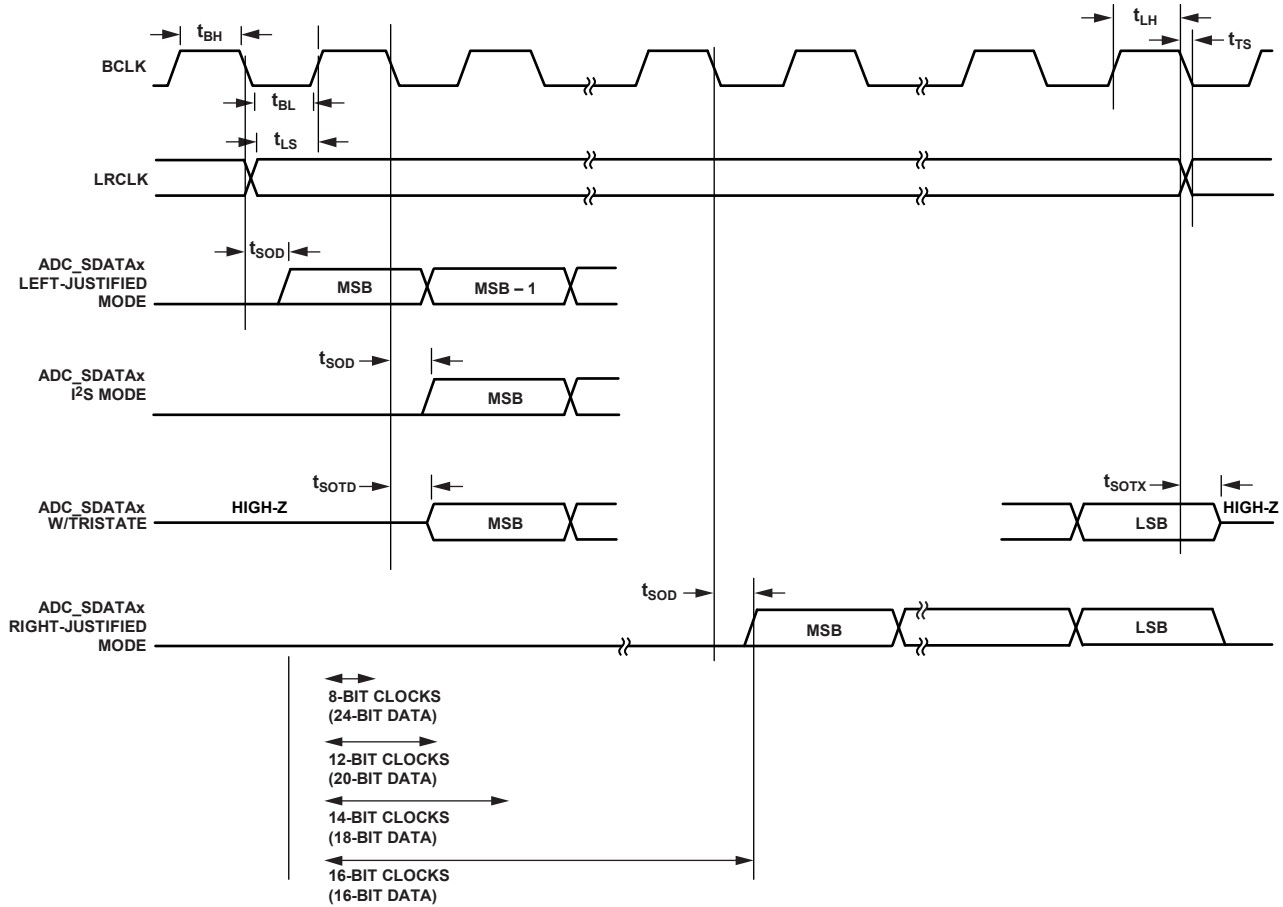 tBH
tLH
tTS
BCLK
tBL
tLS
LRCLK
tSOD
ADC_SDATAx
LEFT-JUSTIFIED
MODE
MSB
MSB – 1
tSOD
ADC_SDATAx
I2S MODE
MSB
tSOTD
HIGH-Z
ADC_SDATAx
W/TRISTATE
MSB
tSOTX
LSB
HIGH-Z
tSOD
ADC_SDATAx
RIGHT-JUSTIFIED
MODE
MSB
LSB
8-BIT CLOCKS
(24-BIT DATA)
12-BIT CLOCKS
(20-BIT DATA)
14-BIT CLOCKS
(18-BIT DATA)
16-BIT CLOCKS
(16-BIT DATA)